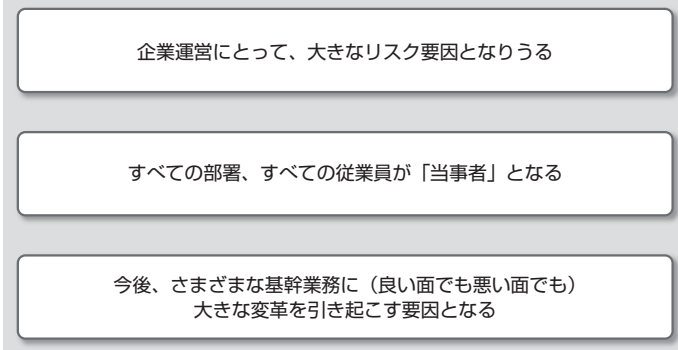 企業運営にとって、大きなリスク要因となりうる
すべての部署、すべての従業員が「当事者」となる
今後、さまざまな基幹業務に（良い面でも悪い面でも）
大きな変革を引き起こす要因となる